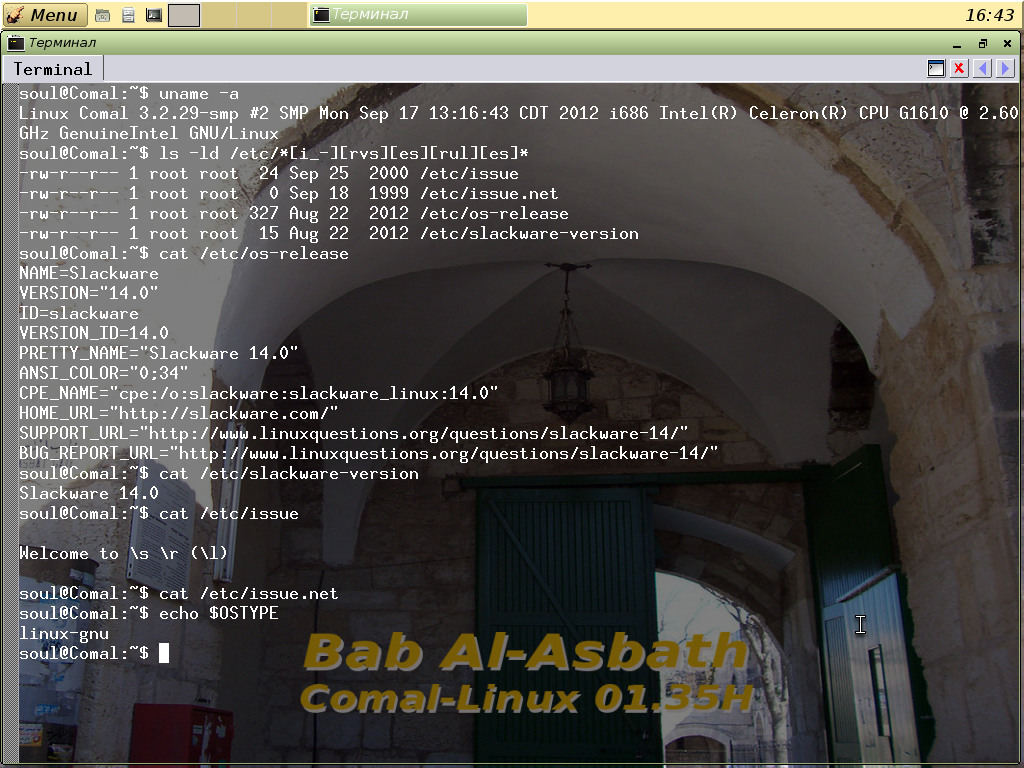 Menu
Терминал
16:43
Терминал
Terminal
soul@Comal:~$ uname -a
Linux Comal 3.2.29-smp #2 SMP Mon Sep 17 13:16:43 CDT 2012 i686 Intel(R) Celeron(R) CPU G1610 @ 2.60
GHz GenuineIntel GNU/Linux
soul@Comal:~$ ls -ld /etc/*[i_-][rvs][es][rul][es]*
-rw-r--r-- 1 root root  24 Sep 25  2000 /etc/issue
-rw-r--r-- 1 root root   0 Sep 18  1999 /etc/issue.net
-rw-r--r-- 1 root root 327 Aug 22  2012 /etc/os-release
-rw-r--r-- 1 root root  15 Aug 22  2012 /etc/slackware-version
soul@Comal:~$ cat /etc/os-release
NAME=Slackware
VERSION="14.0"
ID=slackware
VERSION_ID=14.0
PRETTY_NAME="Slackware 14.0"
ANSI_COLOR="0;34"
CPE_NAME="cpe:/o:slackware:slackware_linux:14.0"
HOME_URL="http://slackware.com/"
SUPPORT_URL="http://www.linuxquestions.org/questions/slackware-14/"
BUG_REPORT_URL="http://www.linuxquestions.org/questions/slackware-14/"
soul@Comal:~$ cat /etc/slackware-version
Slackware 14.0
soul@Comal:~$ cat /etc/issue
Welcome to \s \r (\l)
soul@Comal:~$ cat /etc/issue.net
soul@Comal:~$ echo $OSTYPE
linux-gnu
soul@Comal:~$
Bab Al-Asbath
Comal-Linux 01.35H